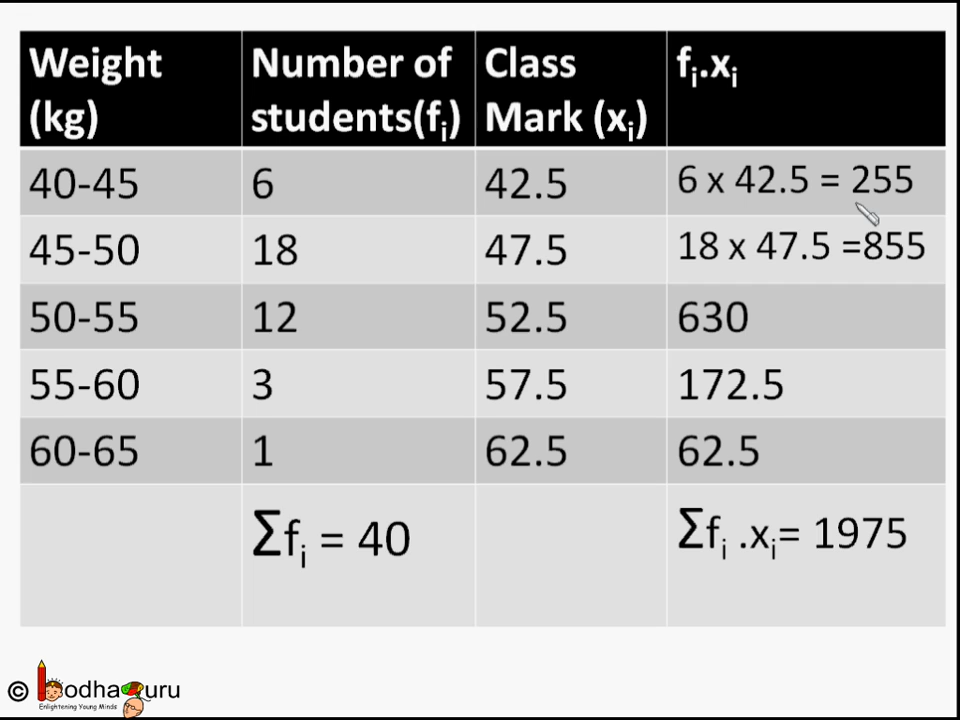 Weight (kg) Number of students(fᵢ) Class Mark (xᵢ) fᵢ.xᵢ
40-45 6 42.5 6 x 42.5 = 255
45-50 18 47.5 18 x 47.5 =855
50-55 12 52.5 630
55-60 3 57.5 172.5
60-65 1 62.5 62.5
Σfᵢ = 40 Σfᵢ .xᵢ= 1975
© odha uru
Enlightening Young Minds